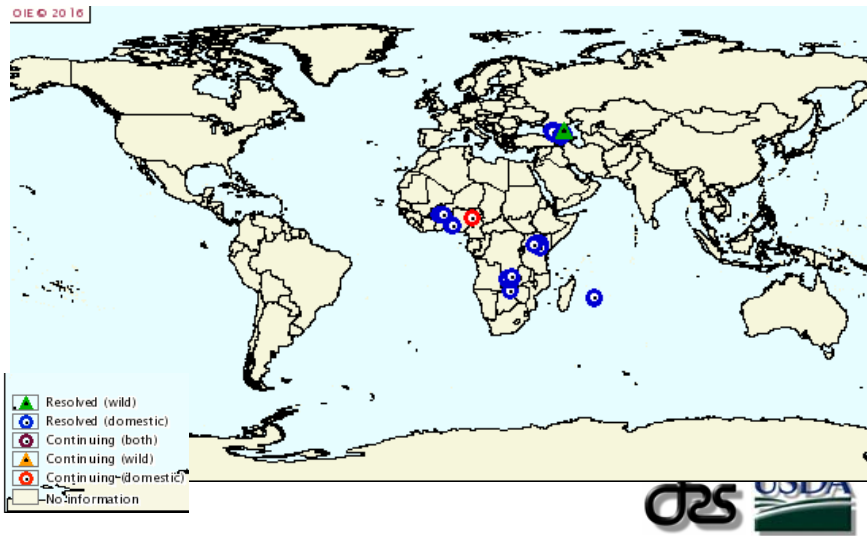 OIE © 2016
Resolved (wild)
Resolved (domestic)
Continuing (both)
Continuing (wild)
Continuing (domestic)
No information
USDA